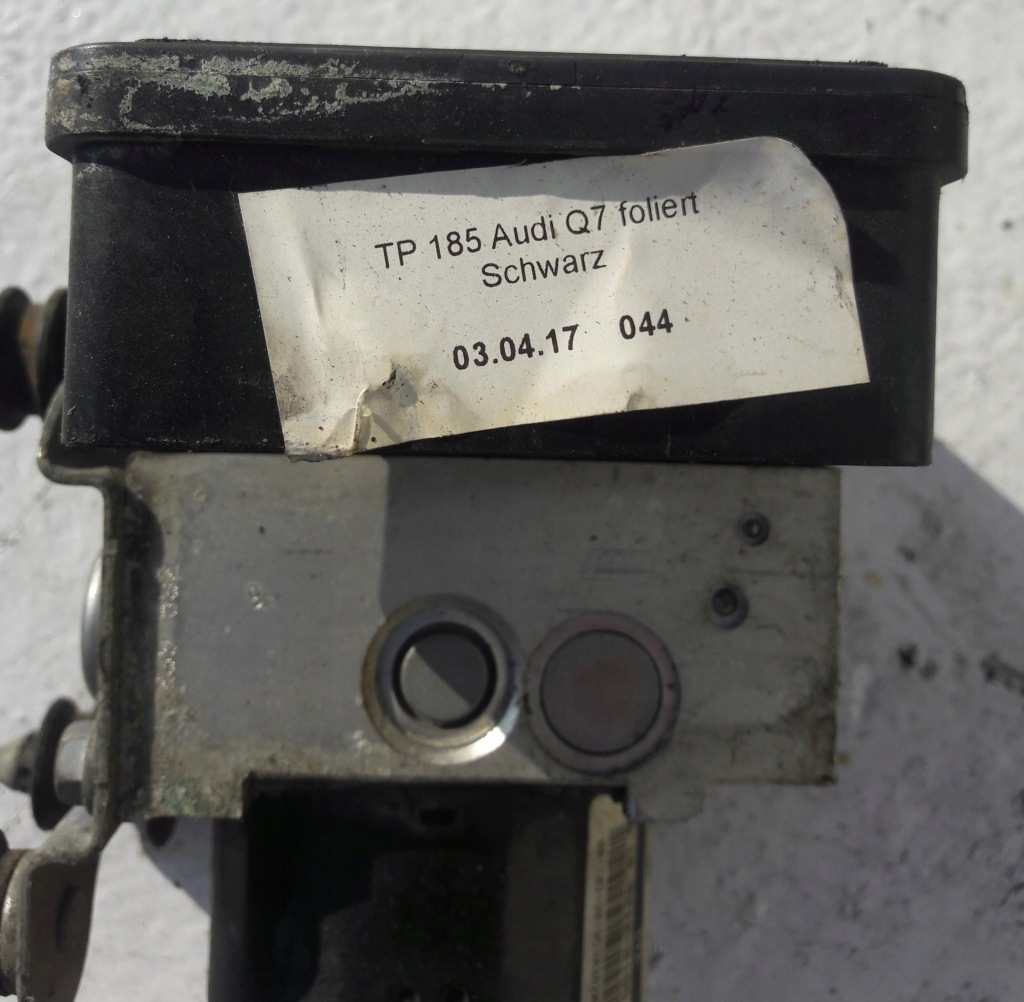 TP 185 Audi Q7 foliert
Schwarz
03.04.17 044